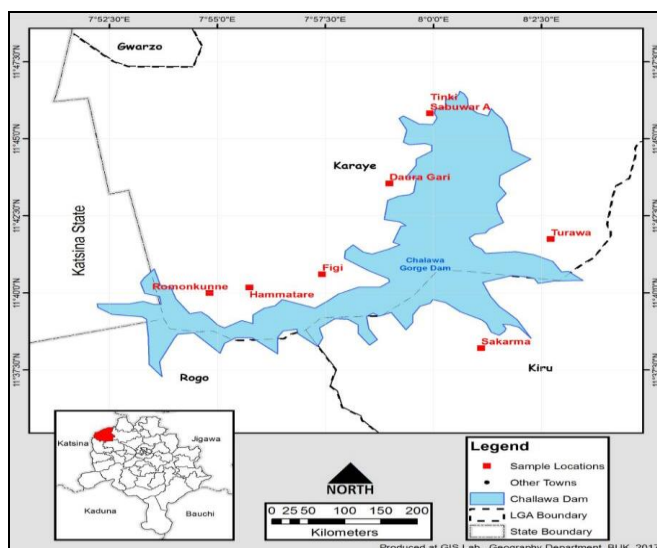 7°52'30"E 7°55'0"E 7°57'30"E 8°0'0"E 8°2'30"E
Gwarzo
11°47'30"N
Tinki
Sabuwar A
11°45'0"N
Karaye
Daura Gari
Katsina State
11°42'30"N
Turawa
Chalawa
Gorge Dam
Figi
Romonkunne
Hammatare
11°40'0"N
Sakarma
11°37'30"N
Rogo
Kiru
Katsina
Jigawa
Kaduna
Bauchi
NORTH
0 25 50 100 150 200
Kilometers
Legend
Sample Locations
Other Towns
Challawa Dam
LGA Boundary
State Boundary
Produced at GIS Lab, Geography Department, BUK, 2017